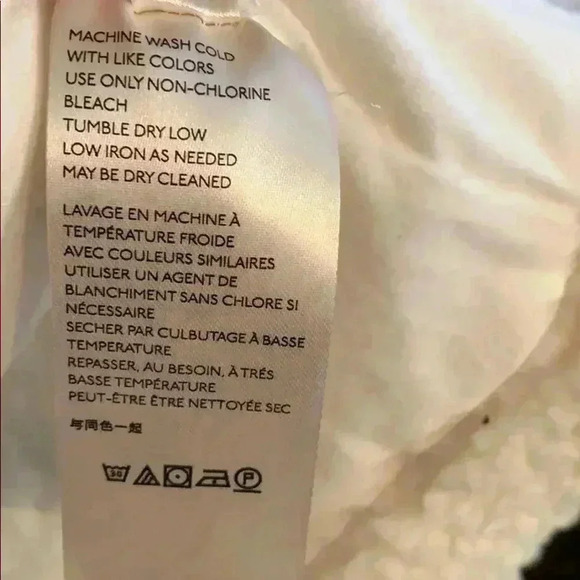 MACHINE WASH COLD
WITH LIKE COLORS
USE ONLY NON-CHLORINE
BLEACH
TUMBLE DRY LOW
LOW IRON AS NEEDED
MAY BE DRY CLEANED
LAVAGE EN MACHINE À
TEMPÉRATURE FROIDE
AVEC COULEURS SIMILAIRES
UTILISER UN AGENT DE
BLANCHIMENT SANS CHLORE SI
NÉCESSAIRE
SECHER PAR CULBUTAGE À BASSE
TEMPERATURE
REPASSER, AU BESOIN, À TRÉS
BASSE TEMPÉRATURE
PEUT-ÊTRE ÊTRE NETTOYÉE SEC
与同色一起
30 P